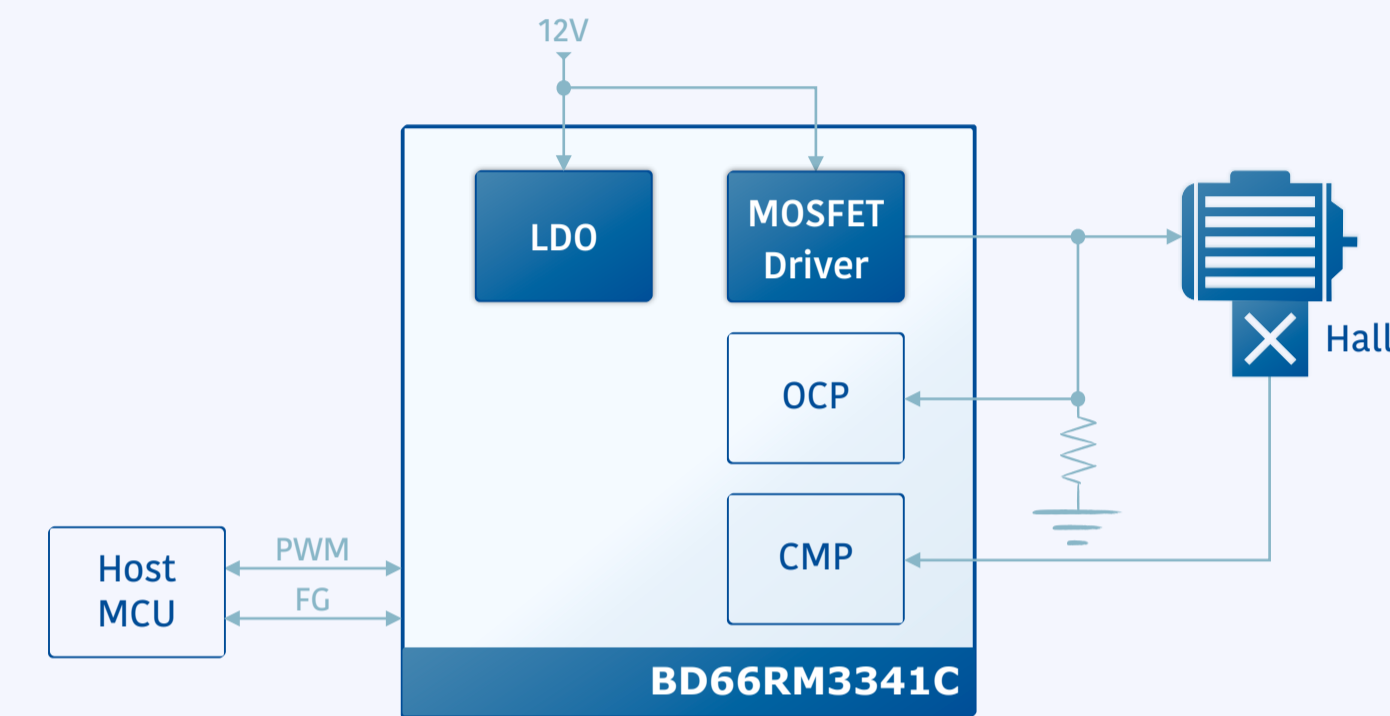 12V
LDO
MOSFET
Driver
Hall
OCP
CMP
Host
MCU
PWM
FG
BD66RM3341C